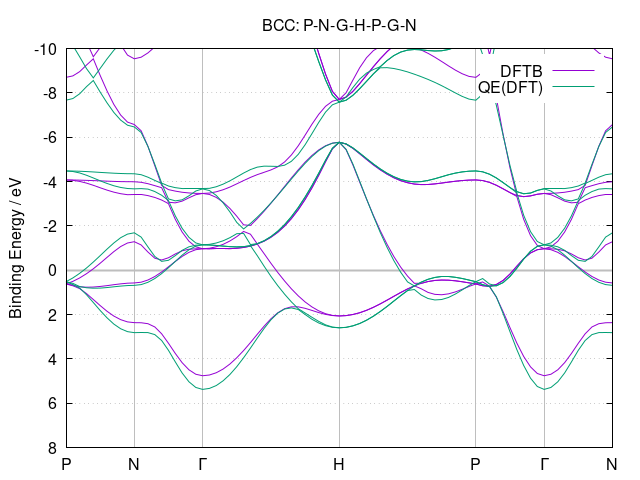 BCC: P-N-G-H-P-G-N
-10
-8
-6
-4
-2
0
2
4
6
8
Binding Energy / eV
DFTB
QE(DFT)
P N Γ H P Γ N